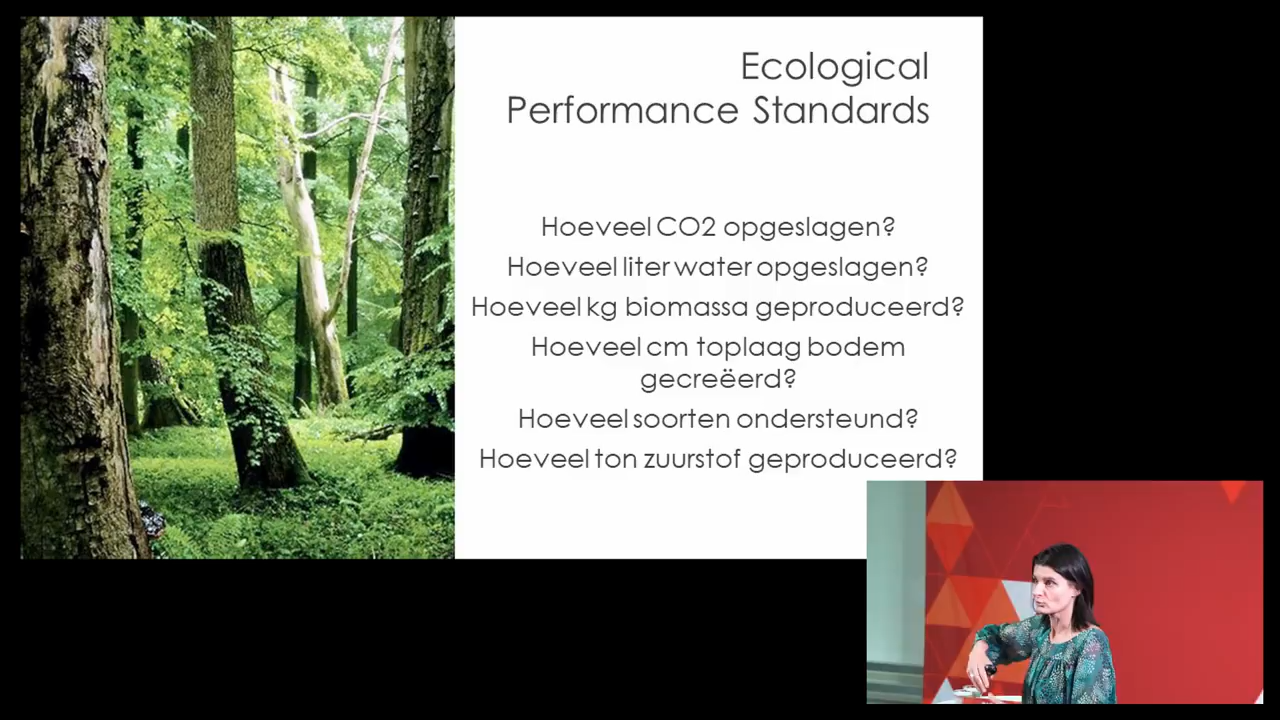 Ecological
Performance Standards
Hoeveel CO2 opgeslagen?
Hoeveel liter water opgeslagen?
Hoeveel kg biomassa geproduceerd?
Hoeveel cm toplaag bodem
gecreëerd?
Hoeveel soorten ondersteund?
Hoeveel ton zuurstof geproduceerd?